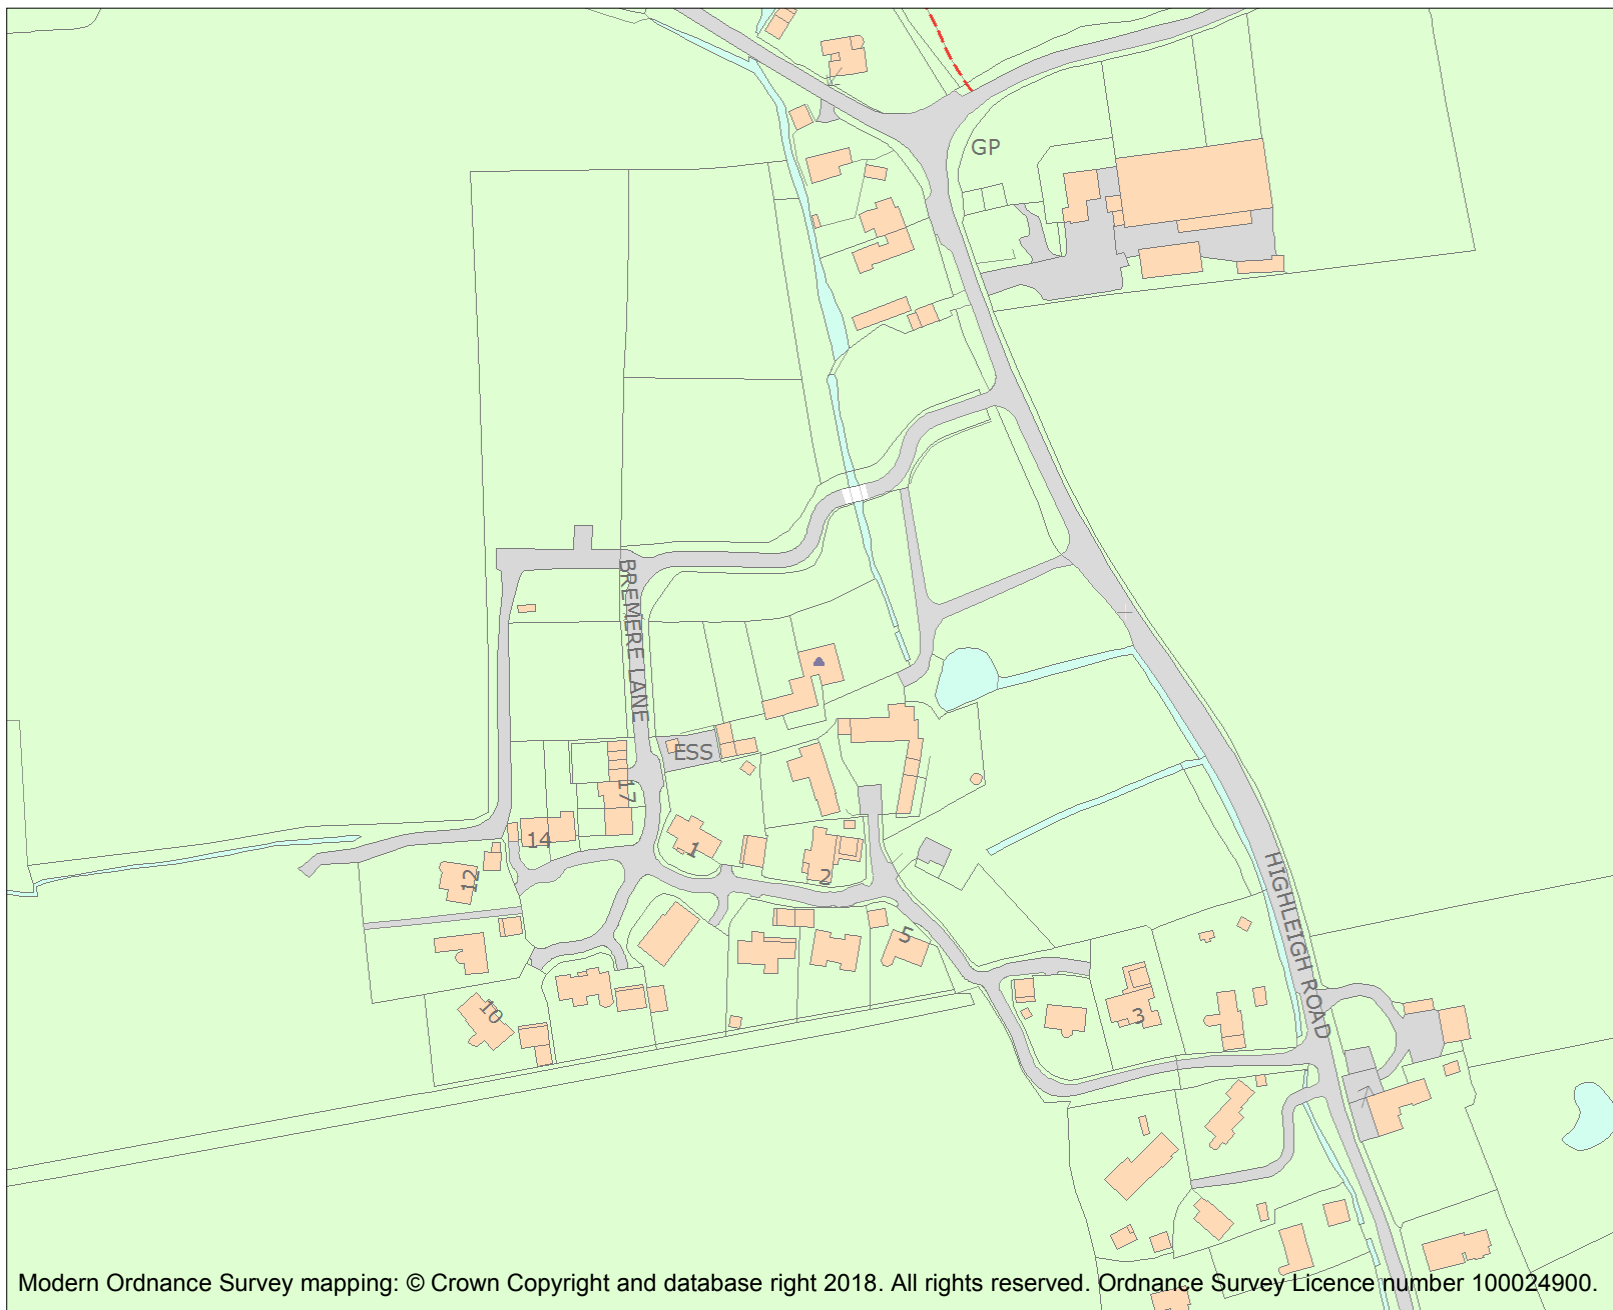 GP
BREMERE LANE
ESS
17
14
1
12
2
5
HIGHLEIGH ROAD
10
3
Modern Ordnance Survey mapping: © Crown Copyright and database right 2018. All rights reserved. Ordnance Survey Licence number 100024900.